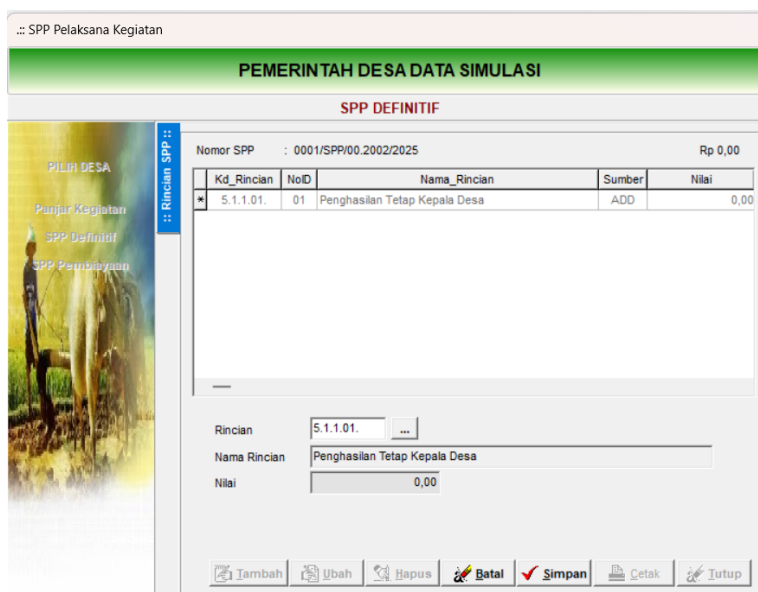 .:: SPP Pelaksana Kegiatan
PEMERINTAH DESA DATA SIMULASI
SPP DEFINITIF
PILIH DESA
Panjar Kegiatan
SPP Definitif
SPP Pembiayaan
:: Rincian SPP ::
Nomor SPP : 0001/SPP/00.2002/2025 Rp 0,00
Kd_Rincian NoID Nama_Rincian Sumber Nilai
* 5.1.1.01. 01 Penghasilan Tetap Kepala Desa ADD 0,00
Rincian 5.1.1.01. ...
Nama Rincian Penghasilan Tetap Kepala Desa
Nilai 0,00
Tambah Ubah Hapus Batal Simpan Cetak Tutup